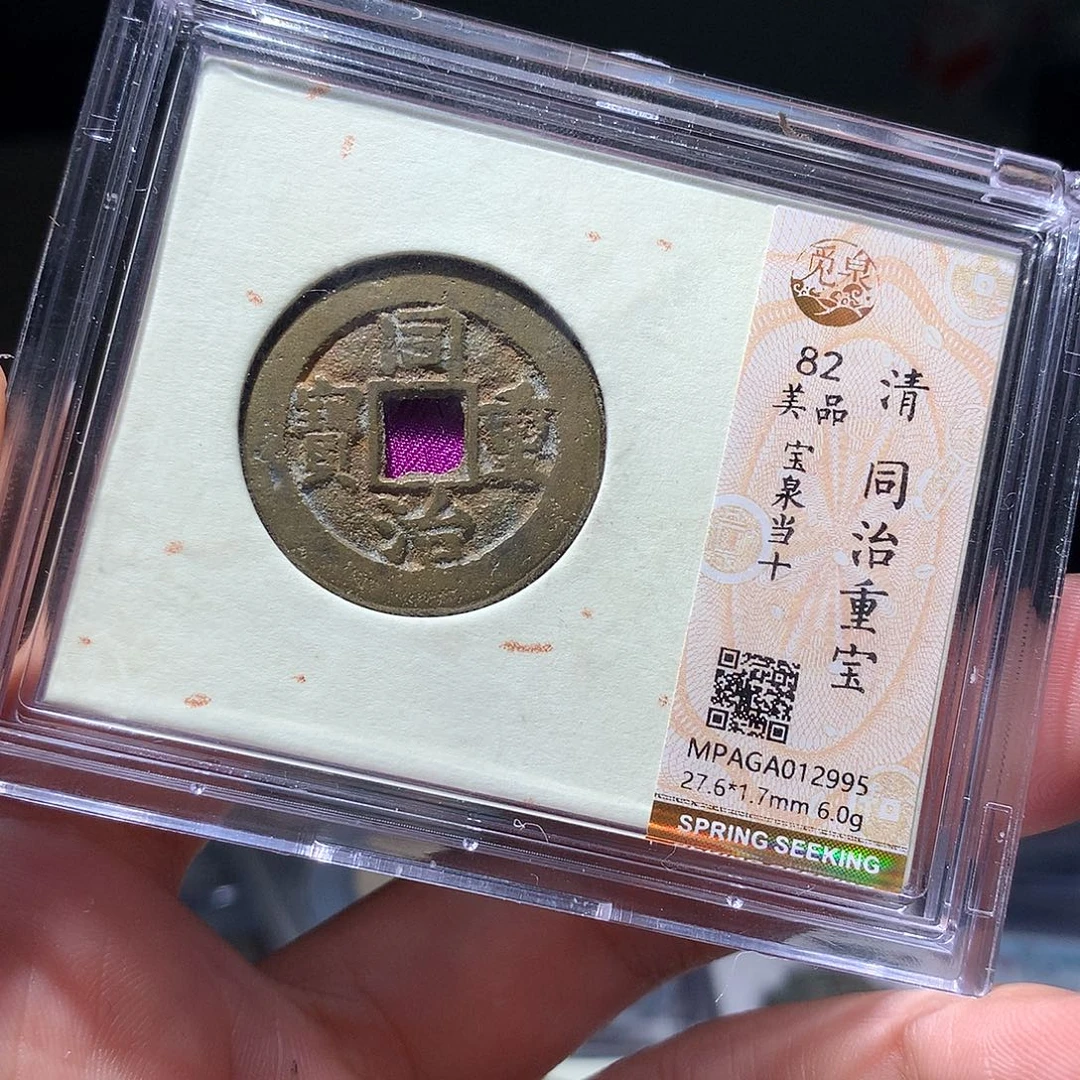 同治重寶
觅泉
82
美品
宝泉当十
清 同治重宝
MPAGA012995
27.6*1.7mm 6.0g
SPRING SEEKING